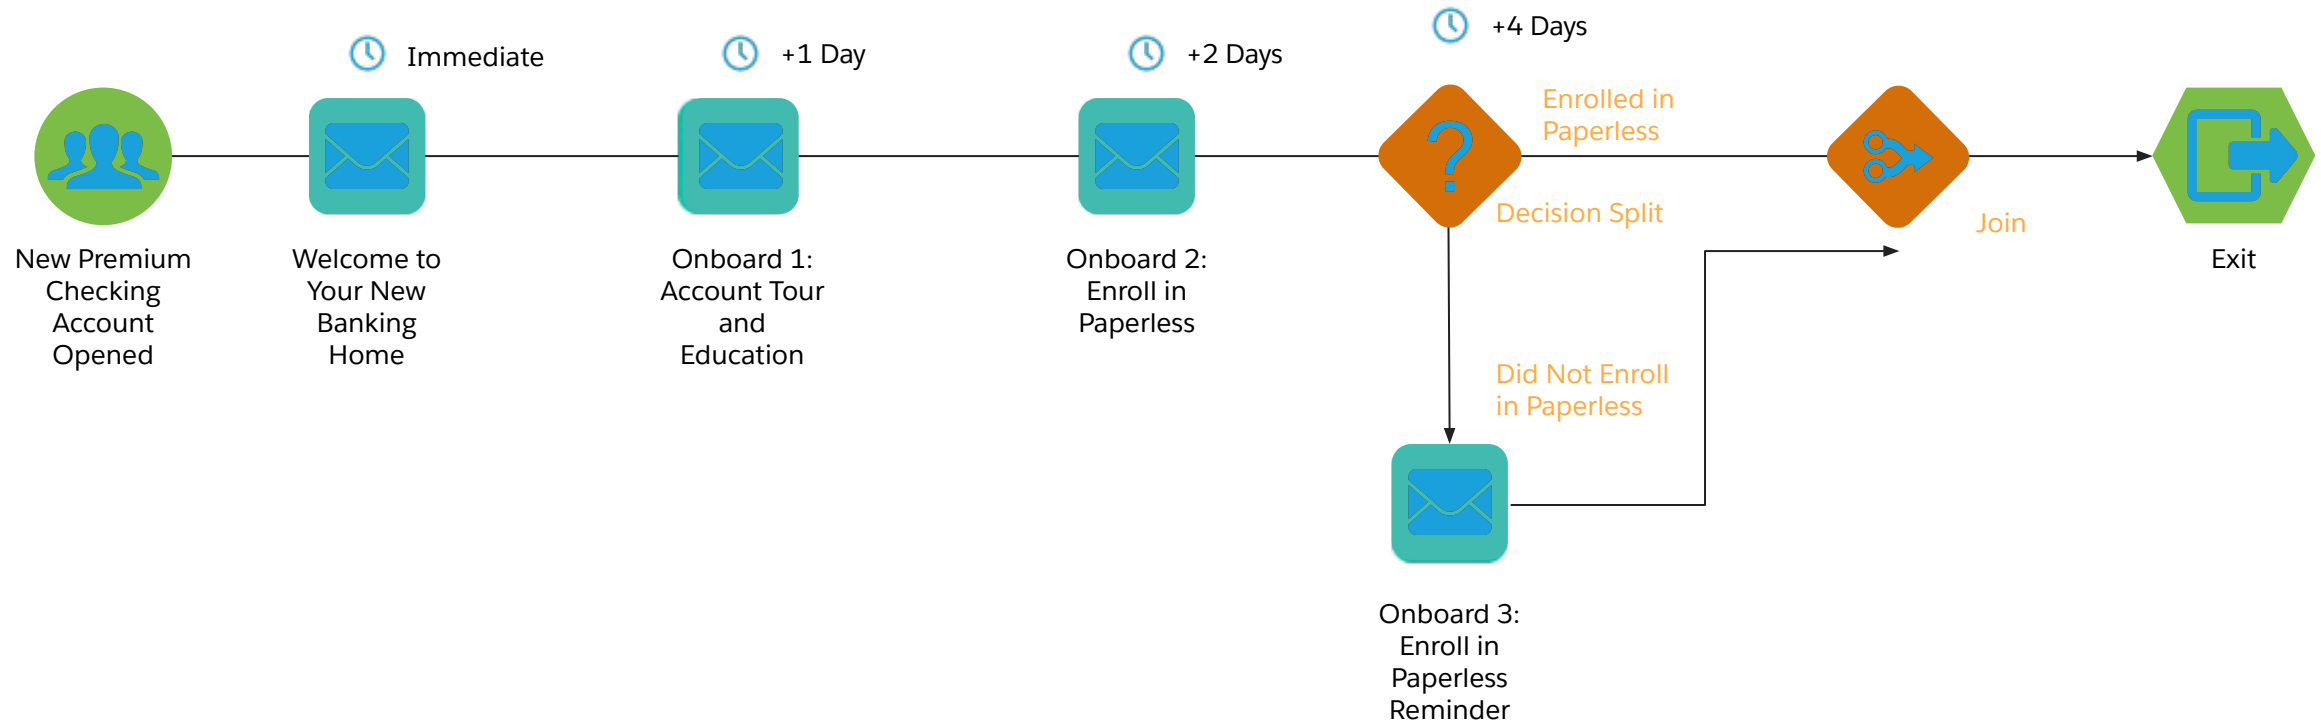 +4 Days
Immediate
+1 Day
+2 Days
Enrolled in
Paperless
Decision Split
Join
New Premium
Checking
Account
Opened
Welcome to
Your New
Banking
Home
Onboard 1:
Account Tour
and
Education
Onboard 2:
Enroll in
Paperless
Exit
Did Not Enroll
in Paperless
Onboard 3:
Enroll in
Paperless
Reminder